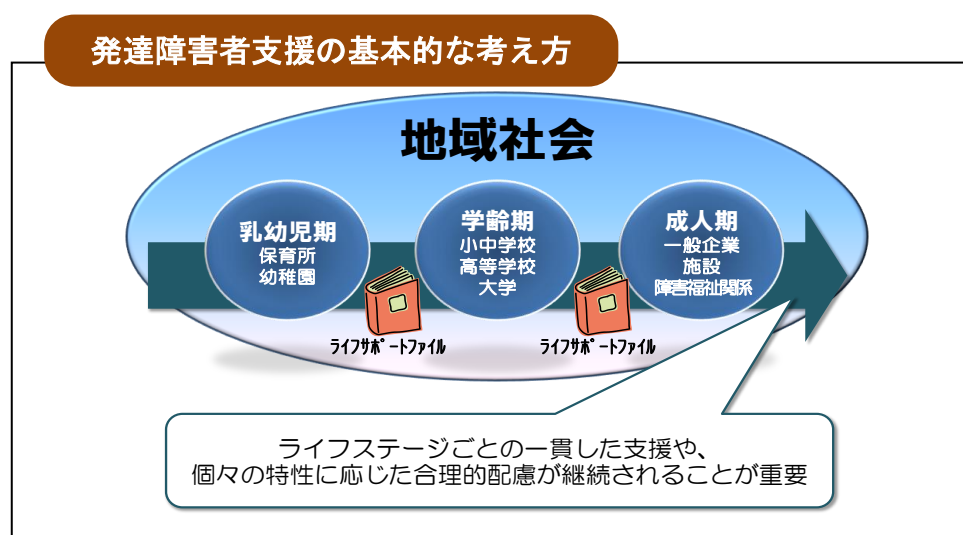 発達障害者支援の基本的な考え方
地域社会
乳幼児期
保育所
幼稚園
学齢期
小中学校
高等学校
大学
成人期
一般企業
施設
障害福祉関係
ﾗｲﾌｻﾎﾟｰﾄﾌｧｲﾙ
ﾗｲﾌｻﾎﾟｰﾄﾌｧｲﾙ
ライフステージごとの一貫した支援や、
個々の特性に応じた合理的配慮が継続されることが重要